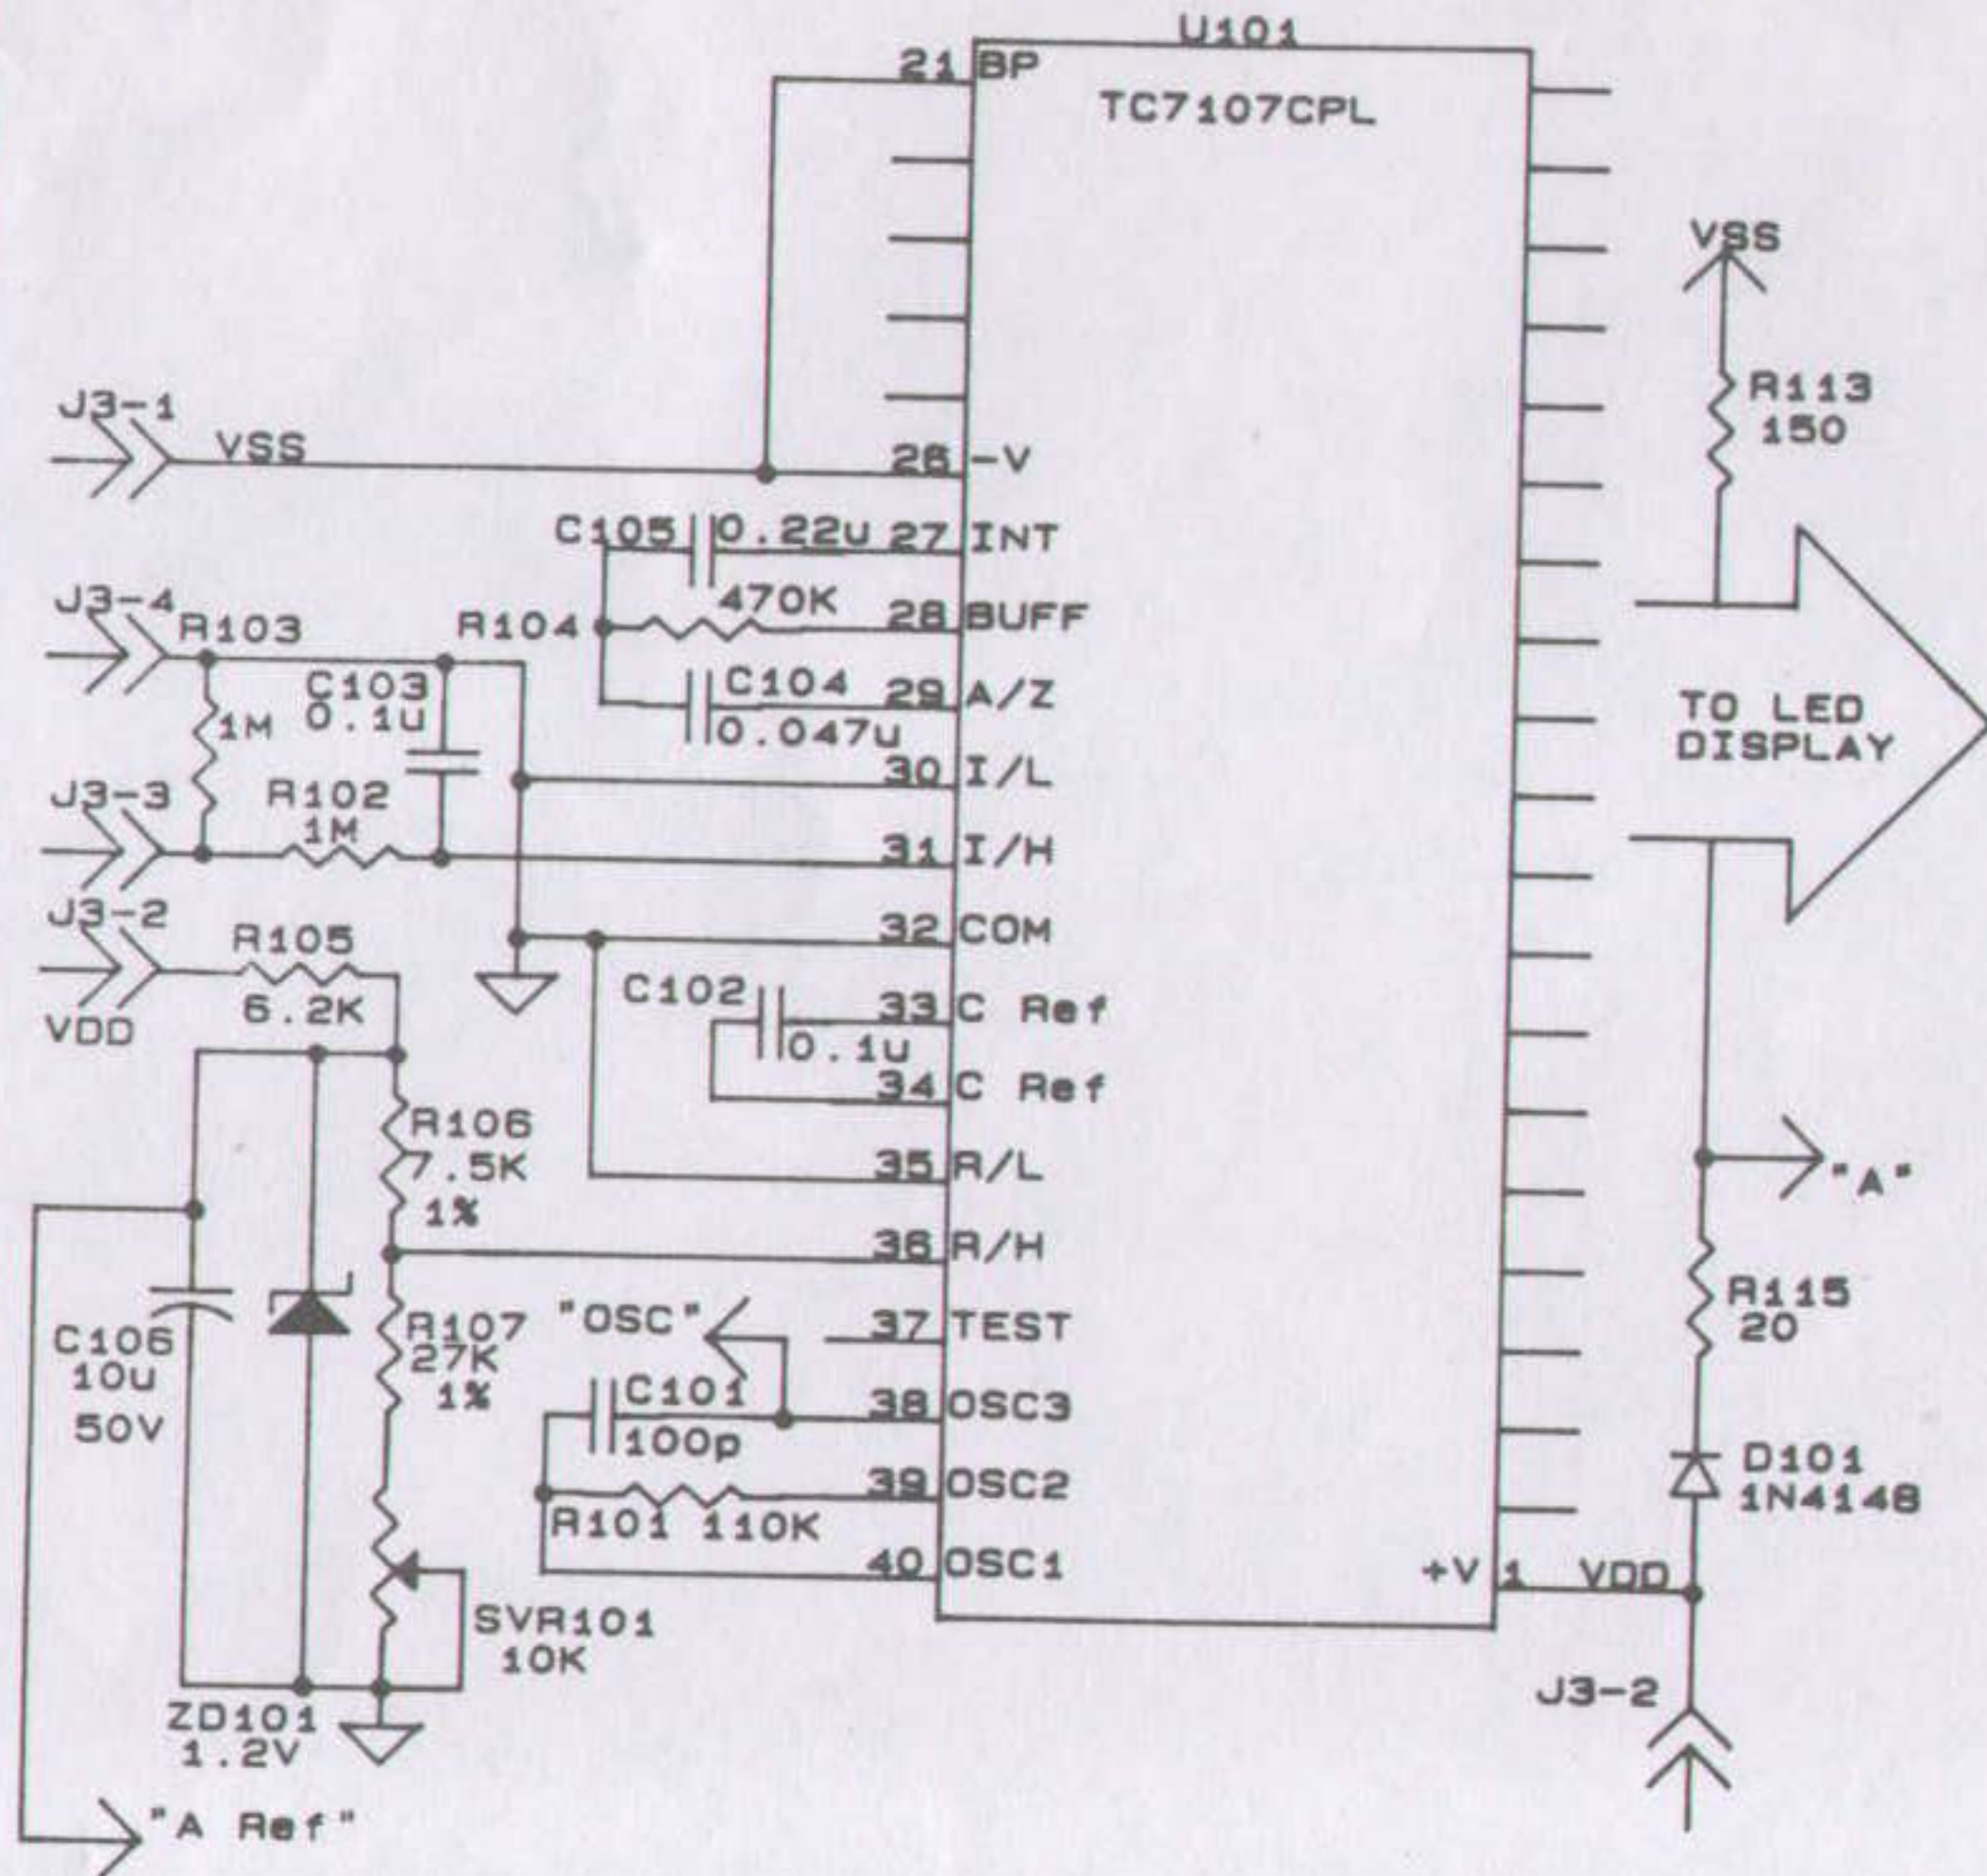 U101
21 BP
TC7107CPL
VSS
R113
150
J3-1
VSS
26 -V
C105 0.22u 27 INT
470K
J3-4
R103
R104
28 BUFF
C103
0.1u
C104
29 A/Z
1M
0.047u
TO LED
DISPLAY
30 I/L
J3-3
R102
1M
31 I/H
J3-2
R105
32 COM
6.2K
VDD
C102
33 C Ref
0.1u
34 C Ref
R106
7.5K
1%
35 R/L
"A"
36 R/H
C106
10u
50V
R107
27K
1%
"OSC"
37 TEST
R115
20
C101
100p
38 OSC3
39 OSC2
R101 110K
D101
1N4148
40 OSC1
+V 1 VDD
SVR101
10K
J3-2
ZD101
1.2V
"A Ref"